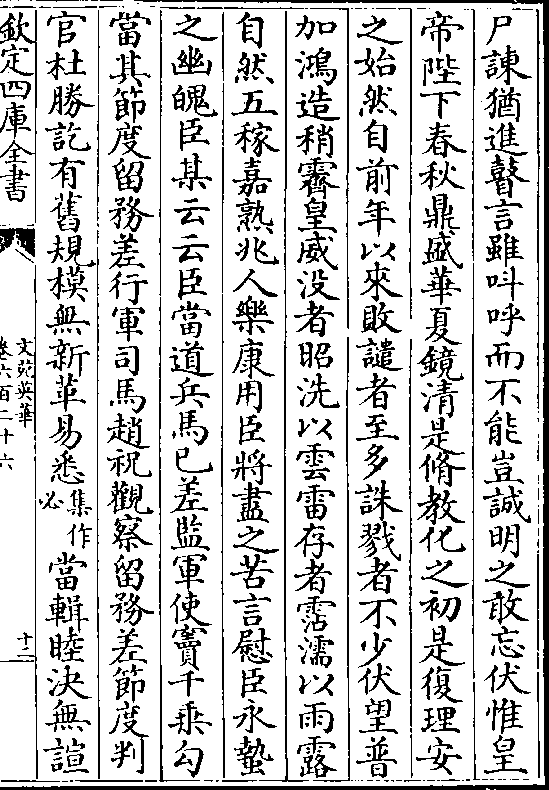 尸諫猶進瞽言雖叫呼而不能豈誠明之敢忘伏惟皇
帝陛下春秋鼎盛華夏鏡清是脩教化之初是復理安
之始然自前年以來敗譴者至多誅戮者不少伏望普
加鴻造稍霽皇威没者昭洗以雲雷存者霑濡以雨露
自然五稼嘉熟兆人樂康用臣將盡之苦言慰臣永蟄
之幽魄臣某云云臣當道兵馬已差監軍使竇千乗勾
當其節度留務差行軍司馬趙祝觀察留務差節度判
官杜勝訖有舊規模無新革易悉集作必當輯睦決無諠
欽定四庫全書
文苑英華
卷六百二十六
十二